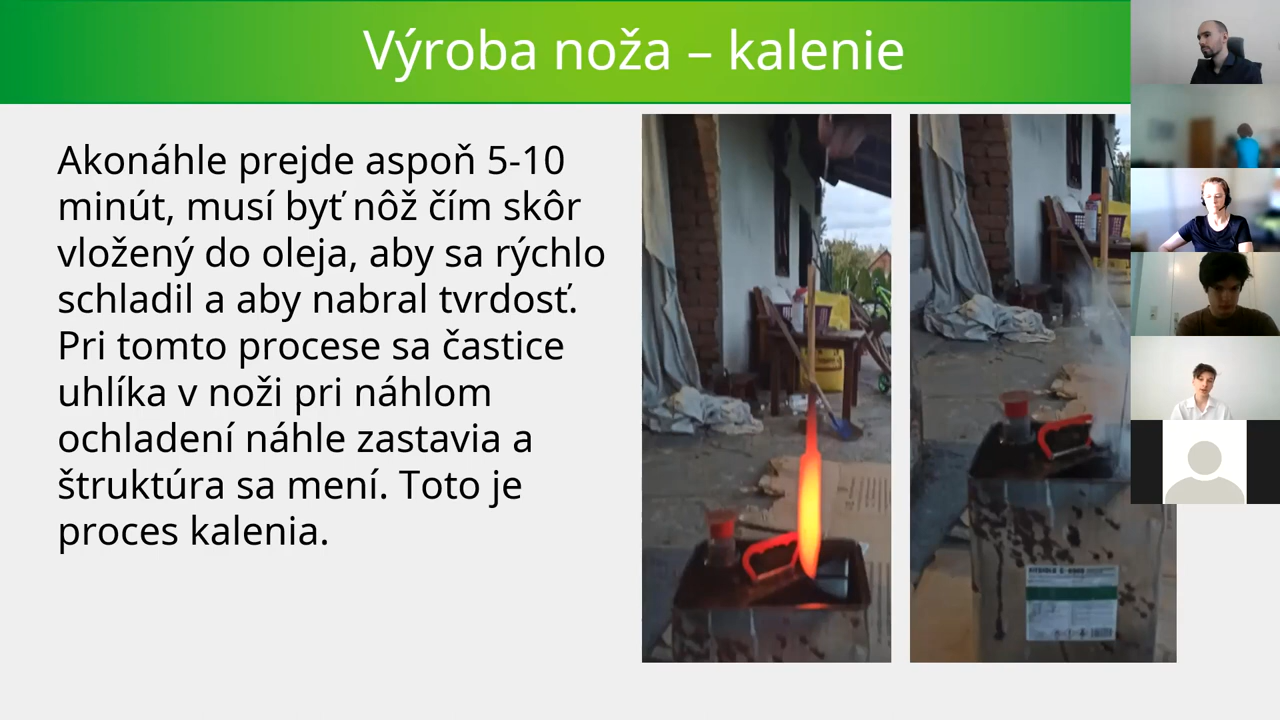 Výroba noža – kalenie
Akonáhle prejde aspoň 5-10
minút, musí byť nôž čím skôr
vložený do oleja, aby sa rýchlo
schladil a aby nabral tvrdosť.
Pri tomto procese sa častice
uhlíka v noži pri náhlom
ochladení náhle zastavia a
štruktúra sa mení. Toto je
proces kalenia.